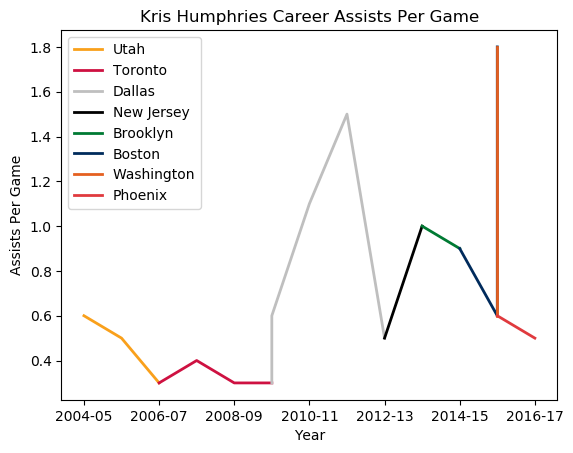 Kris Humphries Career Assists Per Game
Utah
Toronto
Dallas
New Jersey
Brooklyn
Boston
Washington
Phoenix
Assists Per Game
1.8
1.6
1.4
1.2
1.0
0.8
0.6
0.4
2004-05 2006-07 2008-09 2010-11 2012-13 2014-15 2016-17
Year